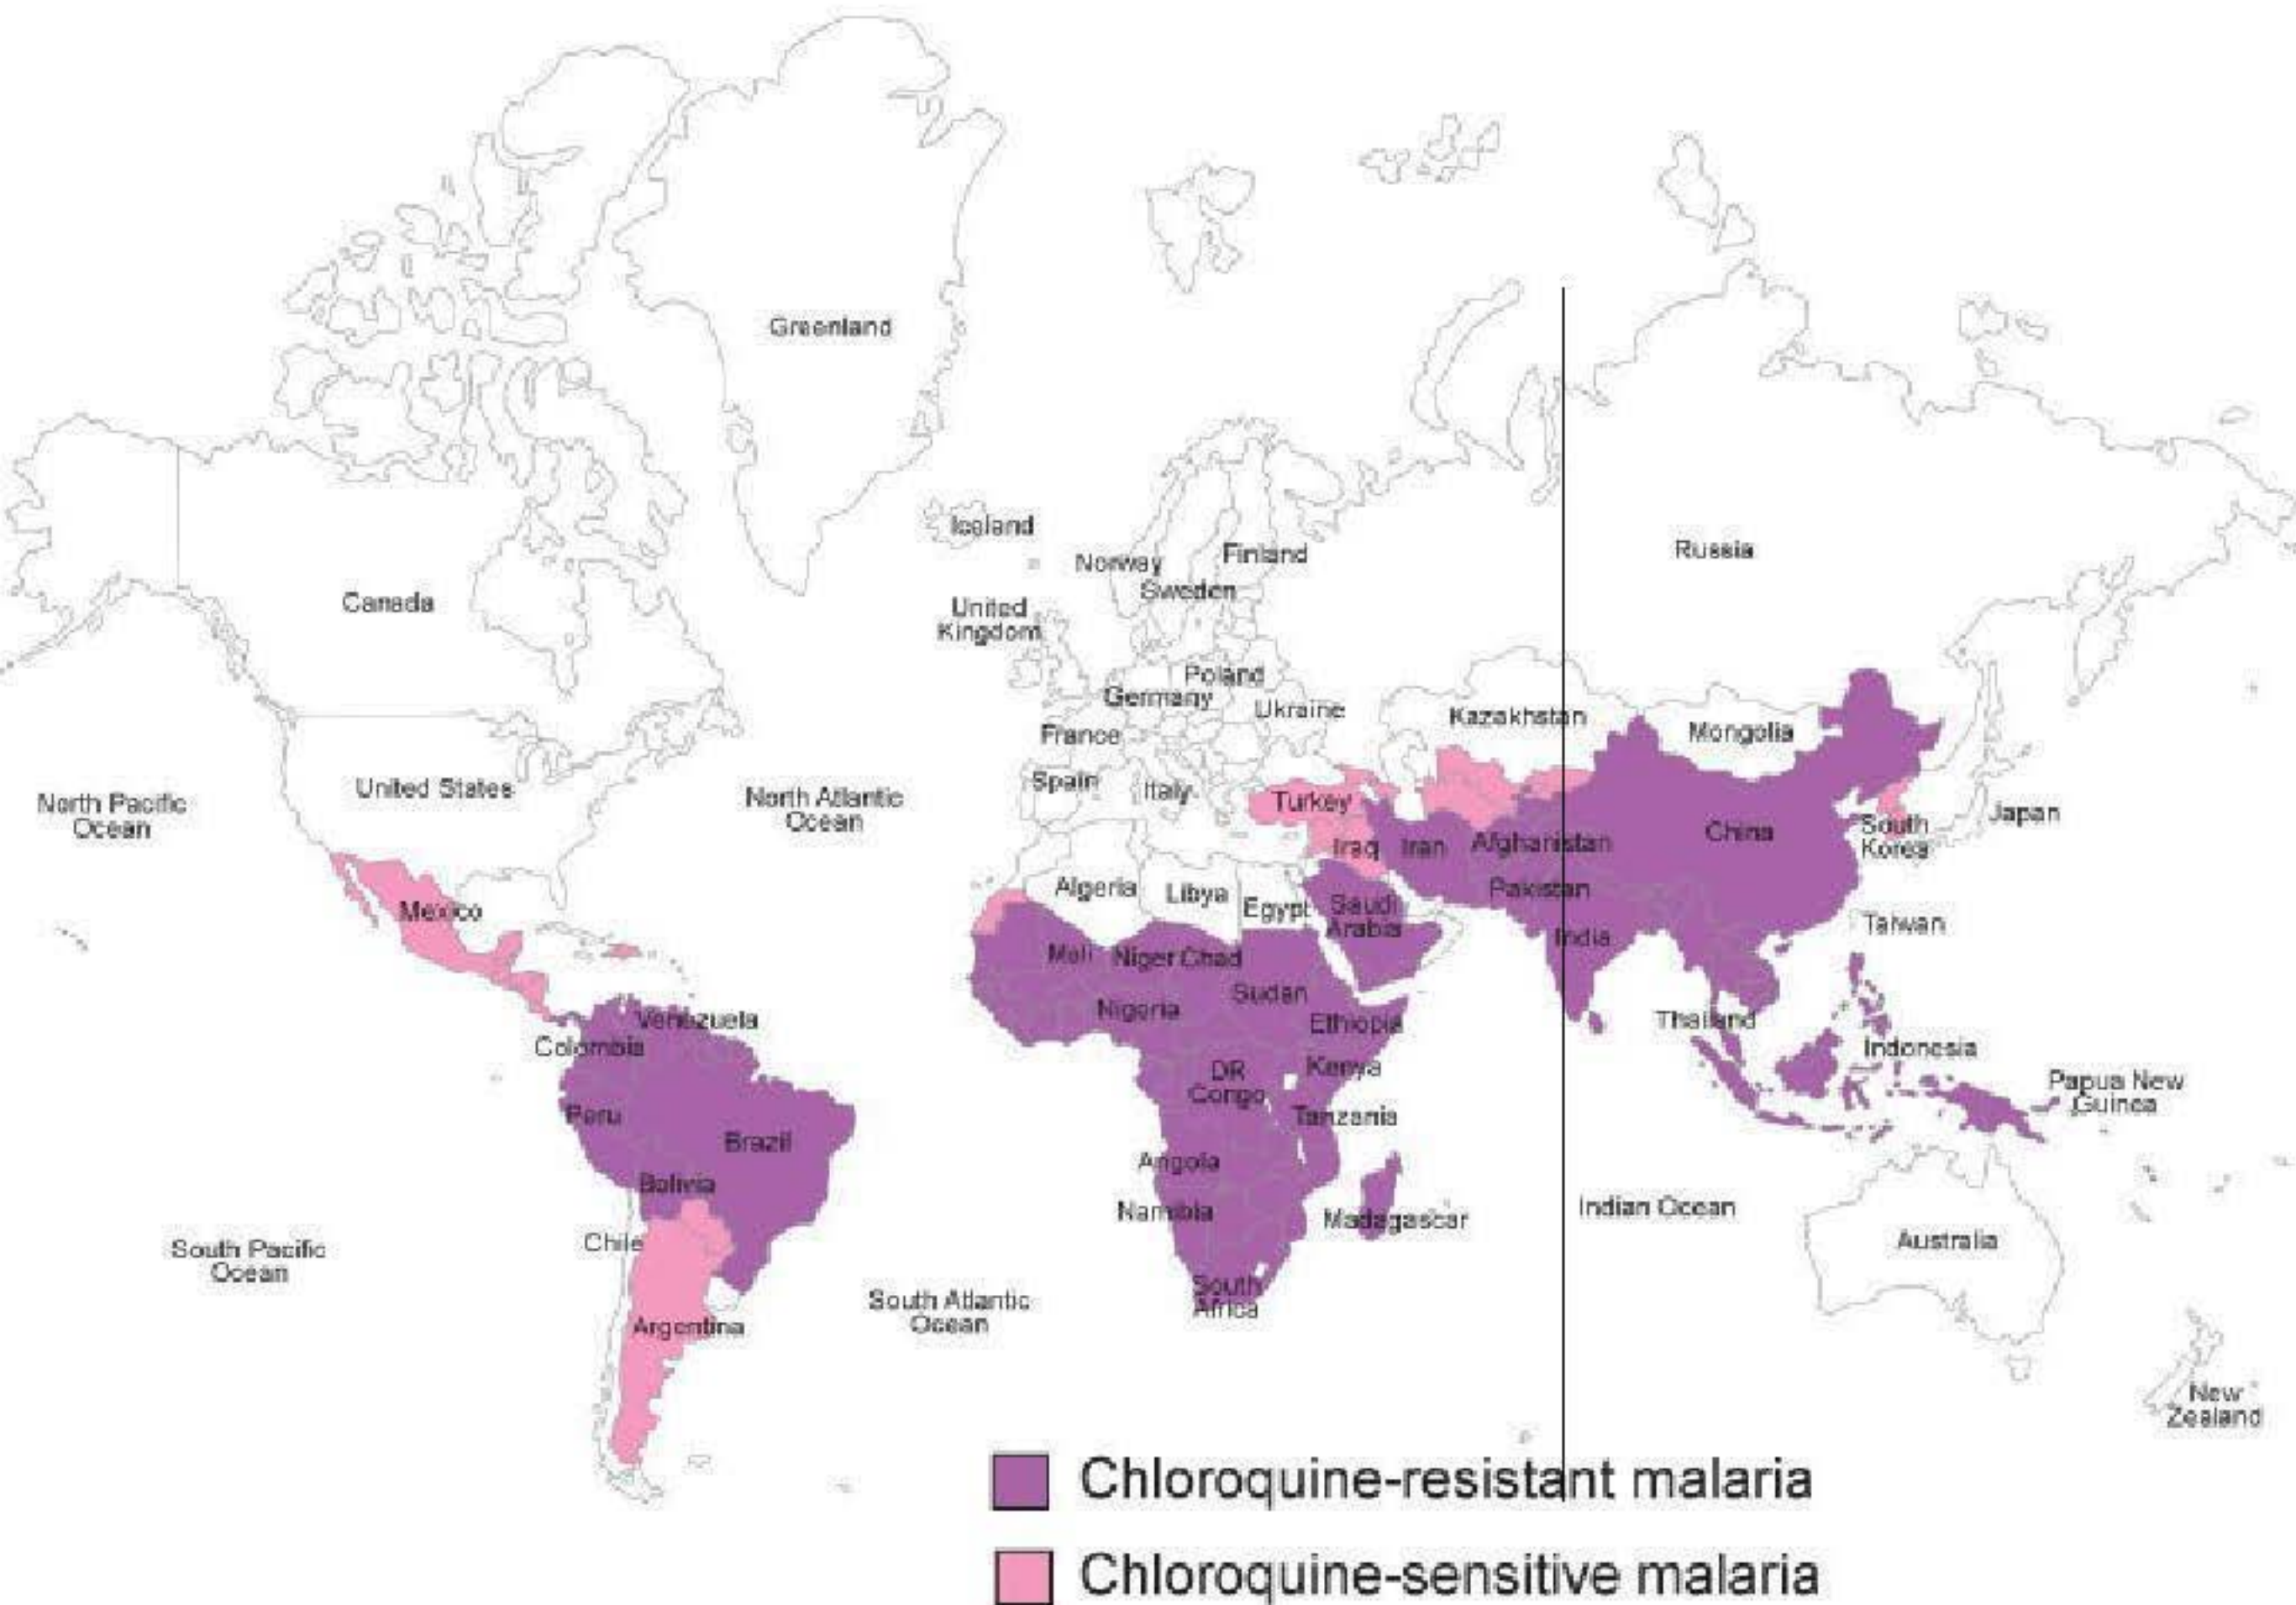 Greenland
Iceland
Norway
Finland
Sweden
Russia
Canada
United
Kingdom
Poland
Germany
Ukraine
Kazakhstan
France
Mongolia
Spain
Italy
United States
North Pacific
Ocean
North Atlantic
Ocean
Turkey
Japan
China
South
Korea
Iraq
Iran
Afghanistan
Algeria
Libya
Egypt
Pakistan
Saudi
Arabia
Mexico
Taiwan
India
Mali
Niger
Chad
Sudan
Nigeria
Ethiopia
Venezuela
Colombia
Thailand
Indonesia
DR
Congo
Kenya
Papua New
Guinea
Peru
Tanzania
Brazil
Angola
Bolivia
Namibia
Madagascar
Indian Ocean
Chile
Australia
South Pacific
Ocean
South Atlantic
Ocean
South
Africa
Argentina
New
Zealand
Chloroquine-resistant malaria
Chloroquine-sensitive malaria